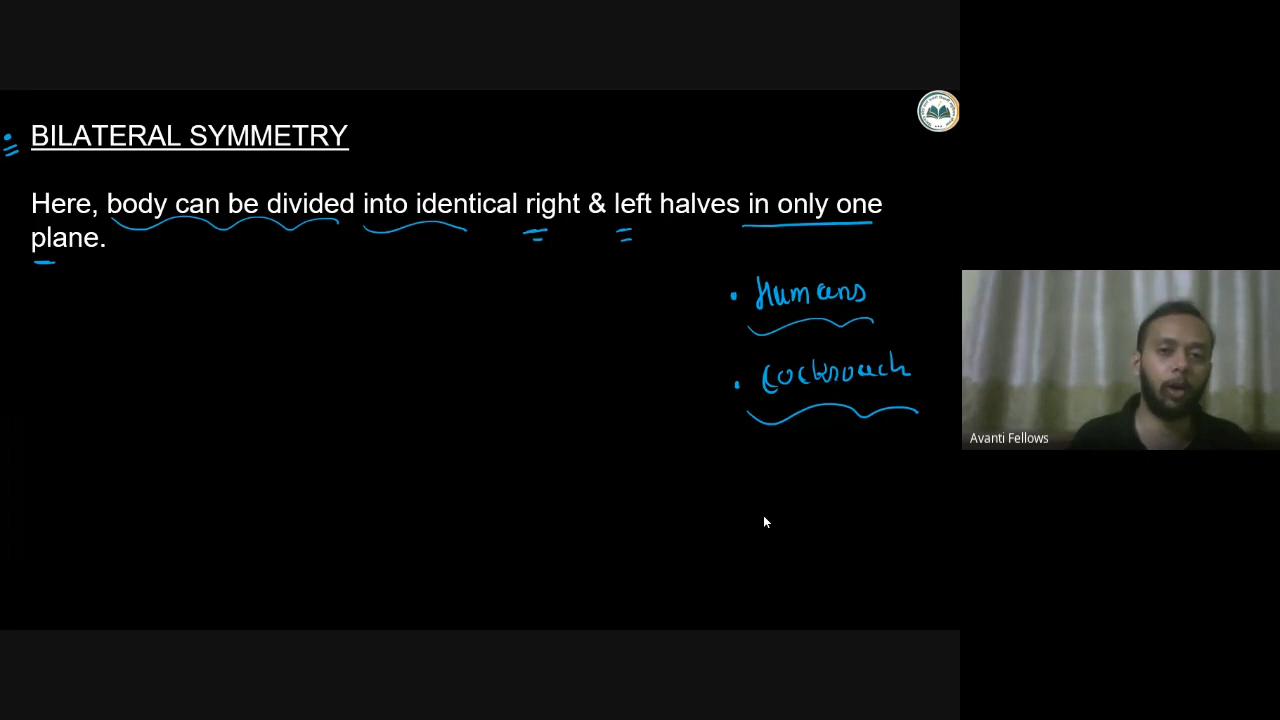 BILATERAL SYMMETRY
Here, body can be divided into identical right & left halves in only one
plane.
• Humans
• Cockroach
Avanti Fellows